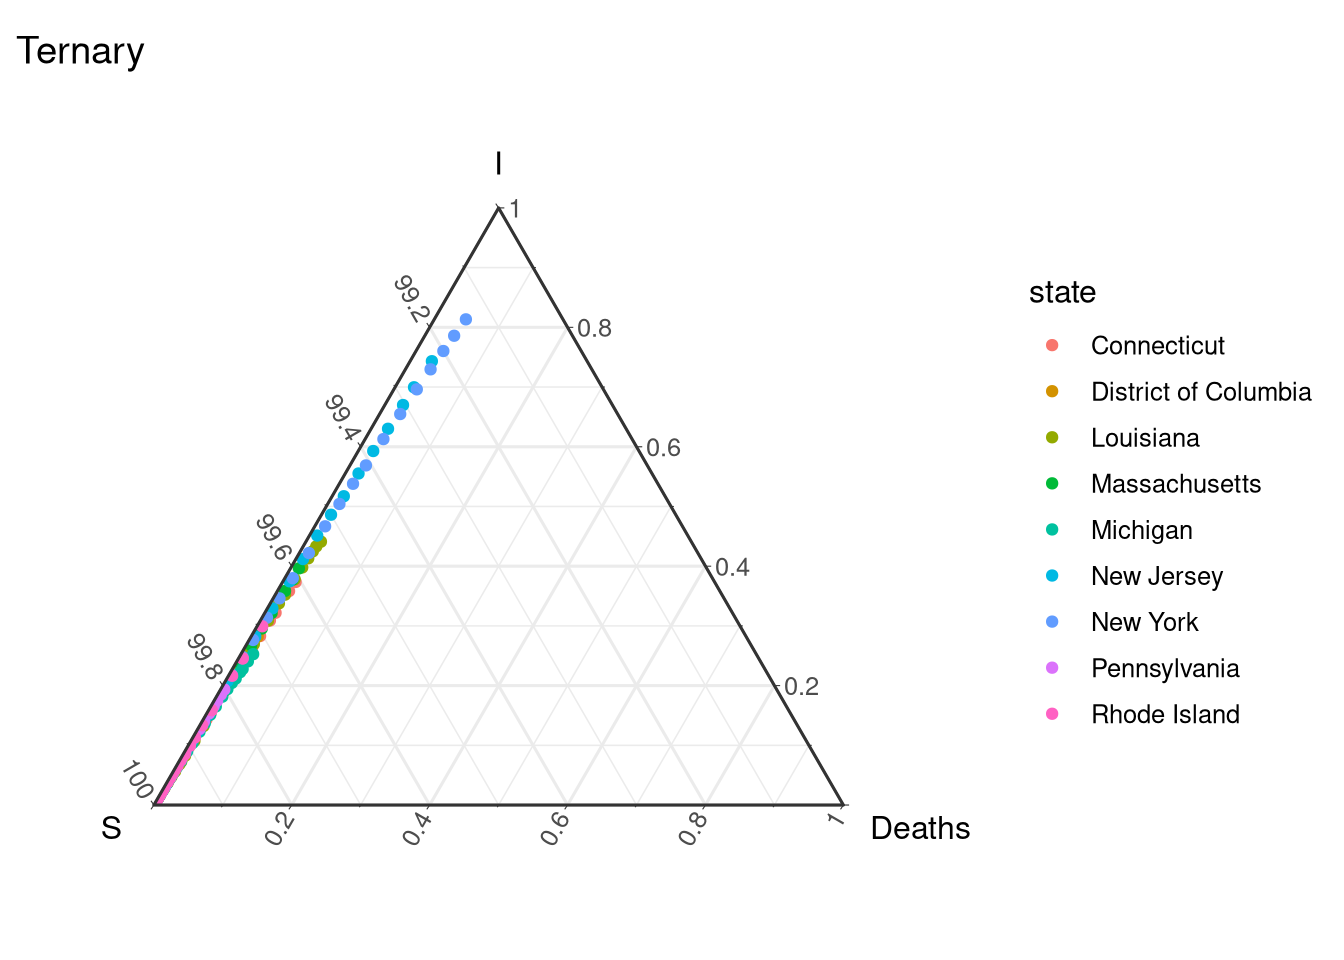 Ternary
I
1
99.2
0.8
99.4
0.6
99.6
0.4
99.8
0.2
100
S
0.2
0.4
0.6
0.8
1
Deaths
state
Connecticut
District of Columbia
Louisiana
Massachusetts
Michigan
New Jersey
New York
Pennsylvania
Rhode Island